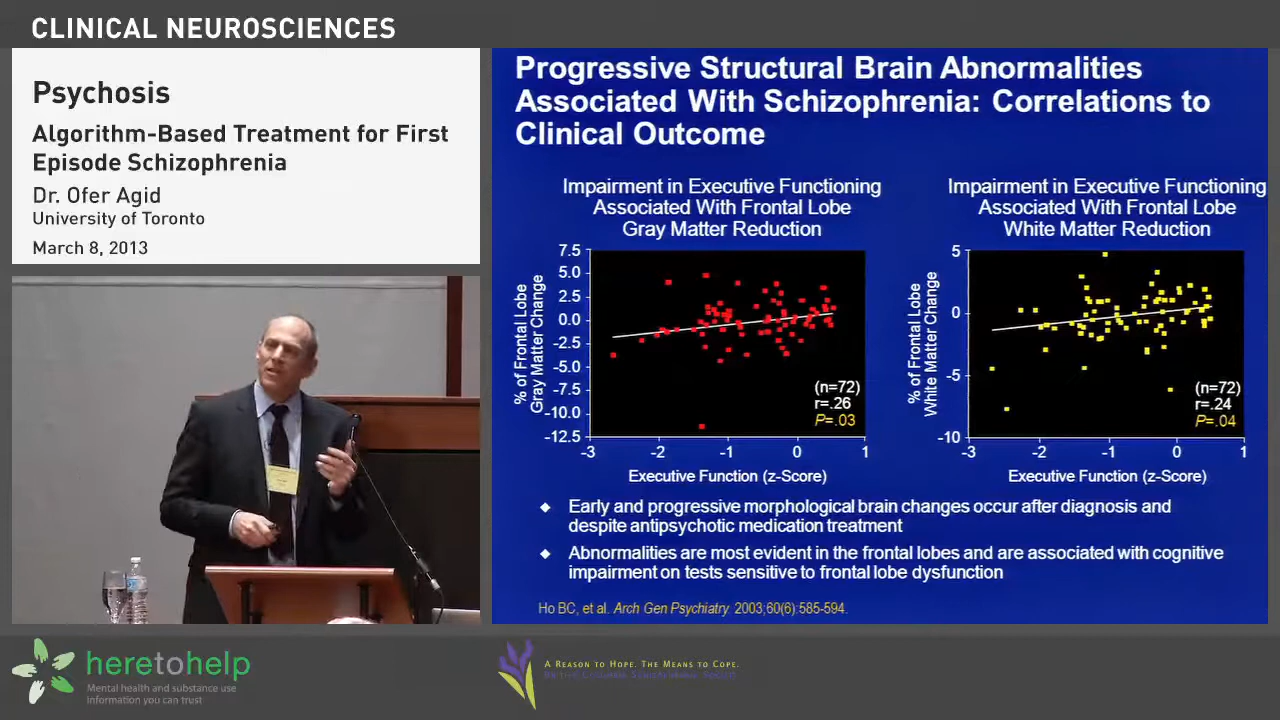 CLINICAL NEUROSCIENCES
Psychosis
Algorithm-Based Treatment for First
Episode Schizophrenia
Dr. Ofer Agid
University of Toronto
March 8, 2013
Progressive Structural Brain Abnormalities
Associated With Schizophrenia: Correlations to
Clinical Outcome
Impairment in Executive Functioning
Associated With Frontal Lobe
Gray Matter Reduction
% of Frontal Lobe
Gray Matter Change
7.5
5.0
2.5
0.0
-2.5
5.0
-7.5
-10.0
-12.5
(n=72)
r=.26
P=.03
-3
-2
-1
0
1
Executive Function (z-Score)
Impairment in Executive Functioning
Associated With Frontal Lobe
White Matter Reduction
% of Frontal Lobe
White Matter Change
5
0
-5
-10
(n=72)
r=.24
P=.04
-3
-2
-1
0
1
Executive Function (z-Score)
Early and progressive morphological brain changes occur after diagnosis and
despite antipsychotic medication treatment
Abnormalities are most evident in the frontal lobes and are associated with cognitive
impairment on tests sensitive to frontal lobe dysfunction
Ho BC, et al. Arch Gen Psychiatry. 2003;60(6):585-594.
heretohelp
Mental health and substance use
information you can trust
A REASON TO HOPE. THE MEANS TO COPE.
BRITISH COLUMBIA SCHIZOPHRENIA SOCIETY